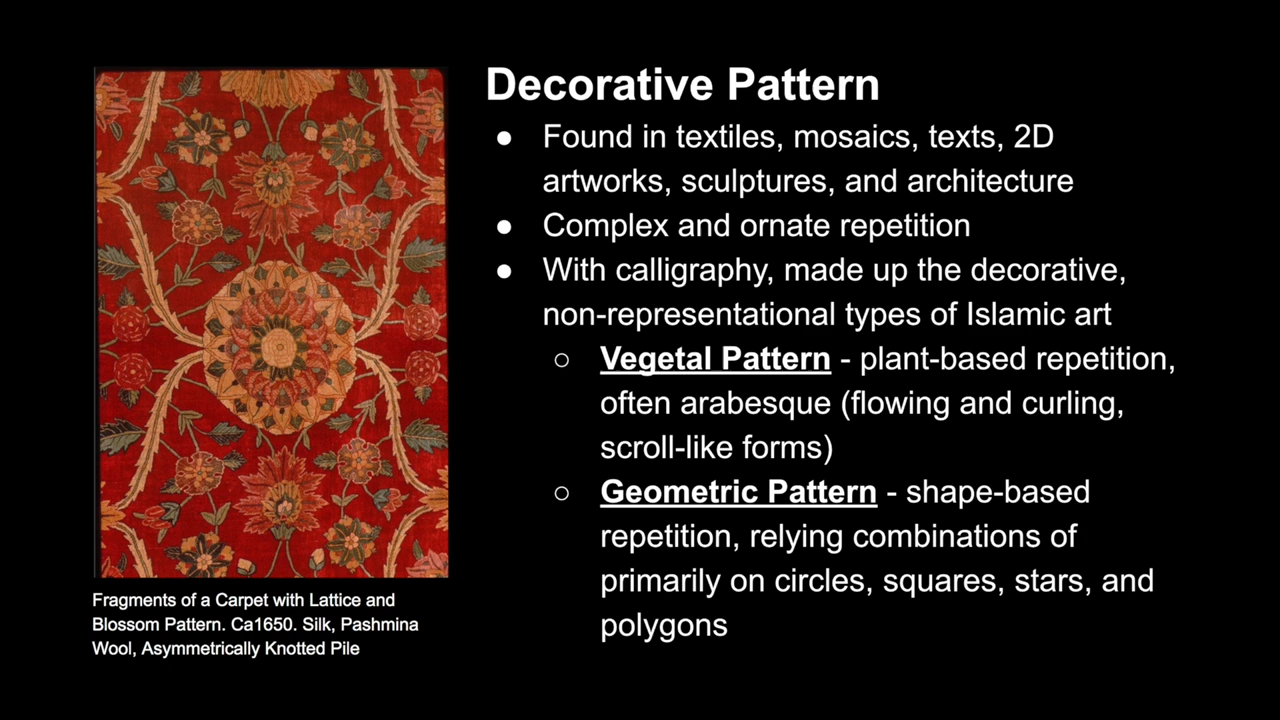 Decorative Pattern
● Found in textiles, mosaics, texts, 2D
artworks, sculptures, and architecture
● Complex and ornate repetition
● With calligraphy, made up the decorative,
non-representational types of Islamic art
○ Vegetal Pattern - plant-based repetition,
often arabesque (flowing and curling,
scroll-like forms)
○ Geometric Pattern - shape-based
repetition, relying combinations of
primarily on circles, squares, stars, and
polygons
Fragments of a Carpet with Lattice and
Blossom Pattern. Ca1650. Silk, Pashmina
Wool, Asymmetrically Knotted Pile